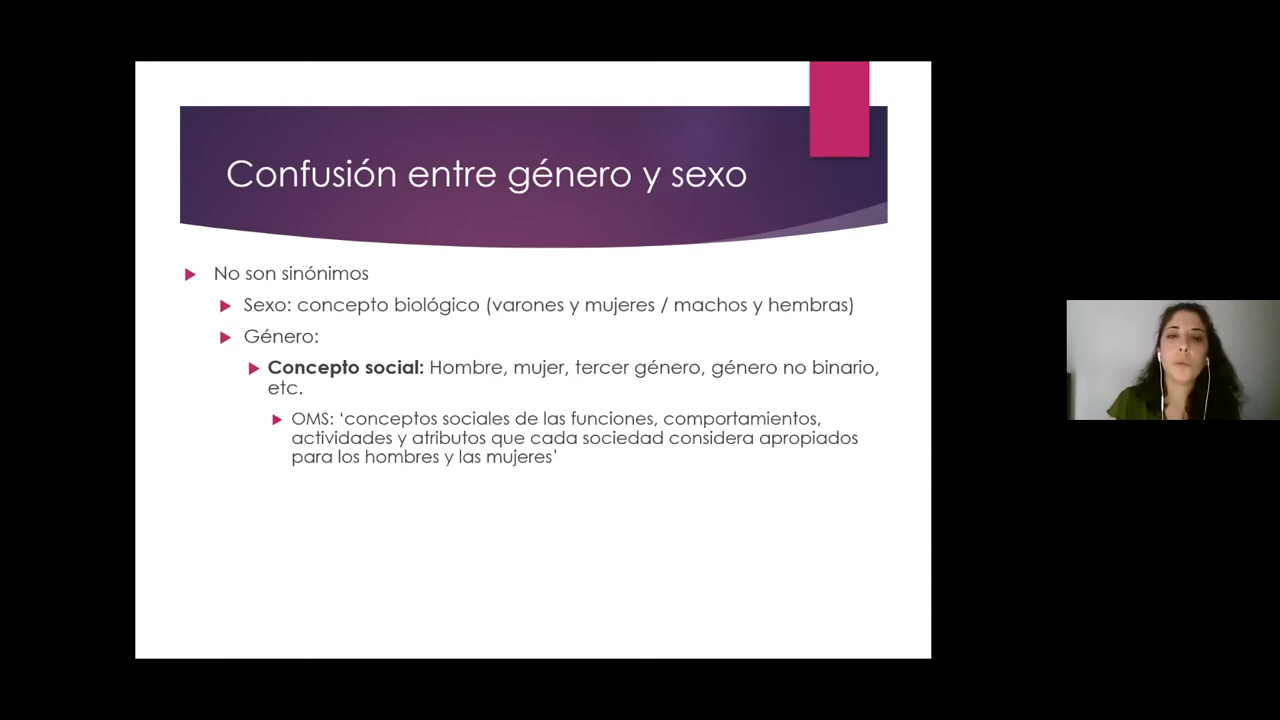 Confusión entre género y sexo
No son sinónimos
Sexo: concepto biológico (varones y mujeres / machos y hembras)
Género:
Concepto social: Hombre, mujer, tercer género, género no binario,
etc.
OMS: ‘conceptos sociales de las funciones, comportamientos,
actividades y atributos que cada sociedad considera apropiados
para los hombres y las mujeres’